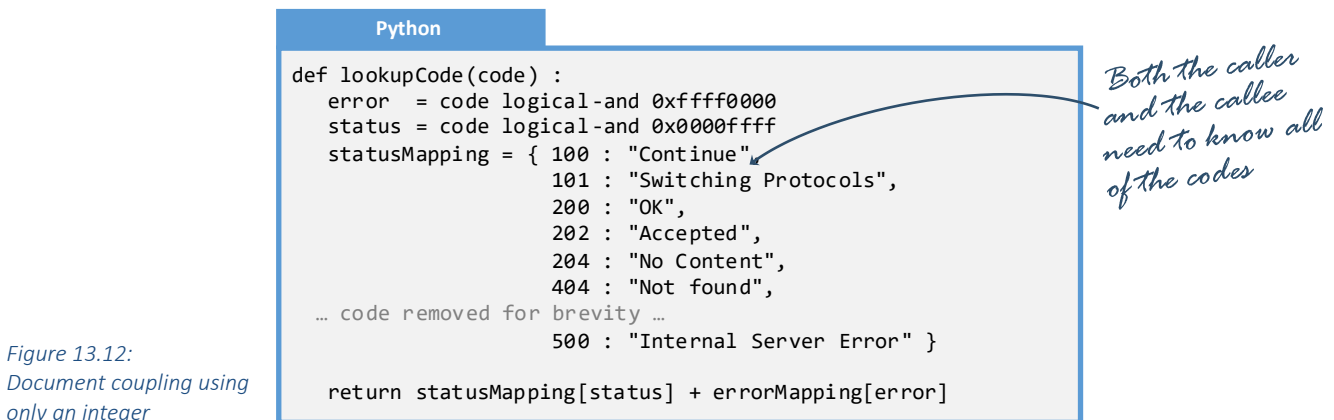 Python
def lookupCode(code) :
error = code logical-and 0xffff0000
status = code logical-and 0x0000ffff
statusMapping = { 100 : "Continue",
101 : "Switching Protocols",
200 : "OK",
202 : "Accepted",
204 : "No Content",
404 : "Not found",
… code removed for brevity …
500 : "Internal Server Error" }
return statusMapping[status] + errorMapping[error]
Both the caller
and the callee
need to know all
of the codes
Figure 13.12:
Document coupling using
only an integer